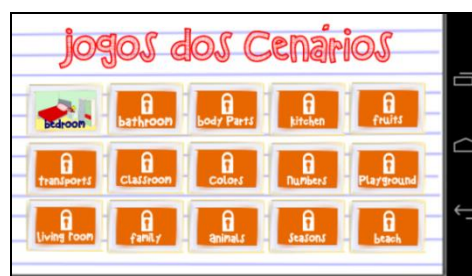 jogos dos Cenários
bedroom
bathroom
body Parts
kitchen
fruits
transports
Classroom
Colors
Numbers
Playground
Living room
family
animals
Seasons
beach